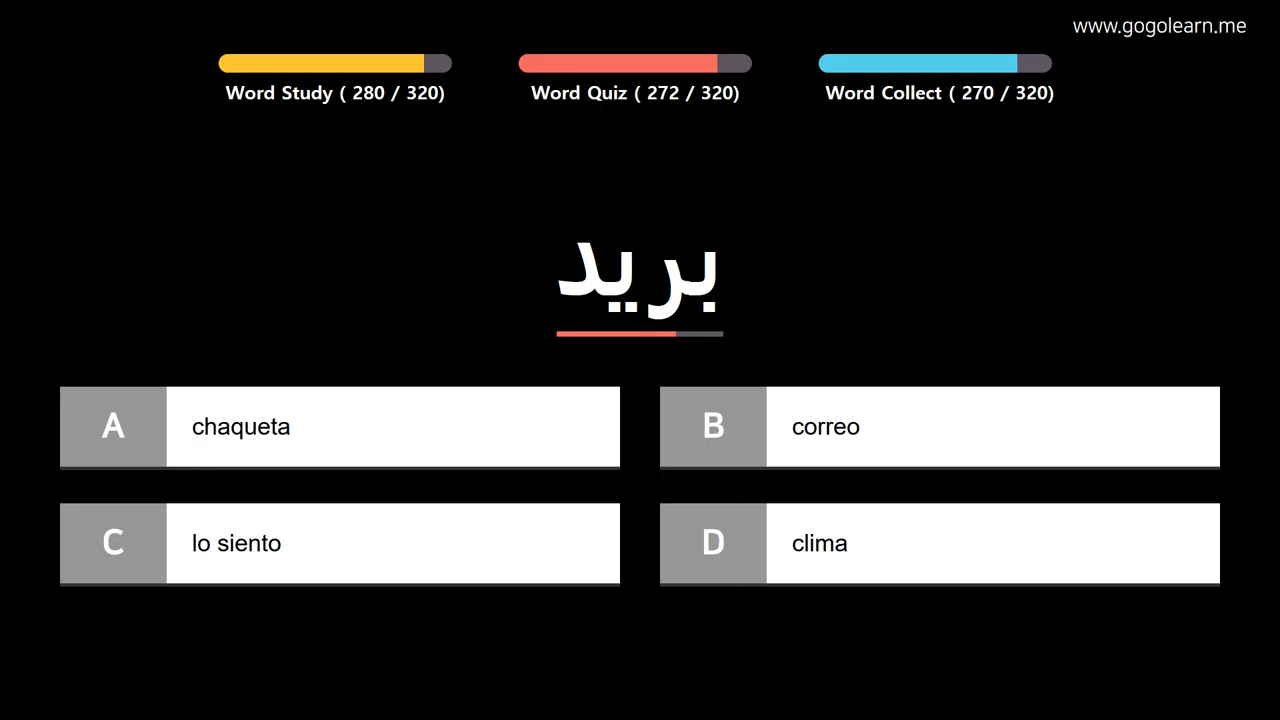 www.gogolearn.me
Word Study ( 280 / 320)
Word Quiz ( 272 / 320)
Word Collect ( 270 / 320)
بريد
A chaqueta
B correo
C lo siento
D clima